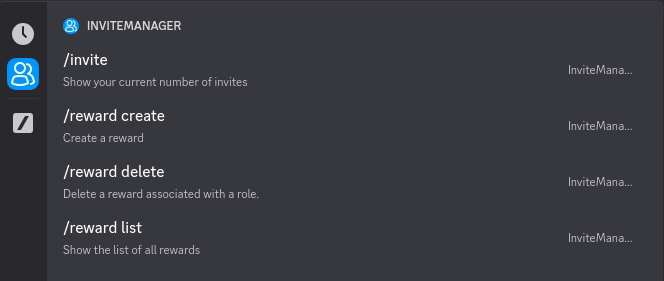 INVITEMANAGER
/invite
Show your current number of invites
InviteMana...
/reward create
Create a reward
InviteMana...
/reward delete
Delete a reward associated with a role.
InviteMana...
/reward list
Show the list of all rewards
InviteMana...